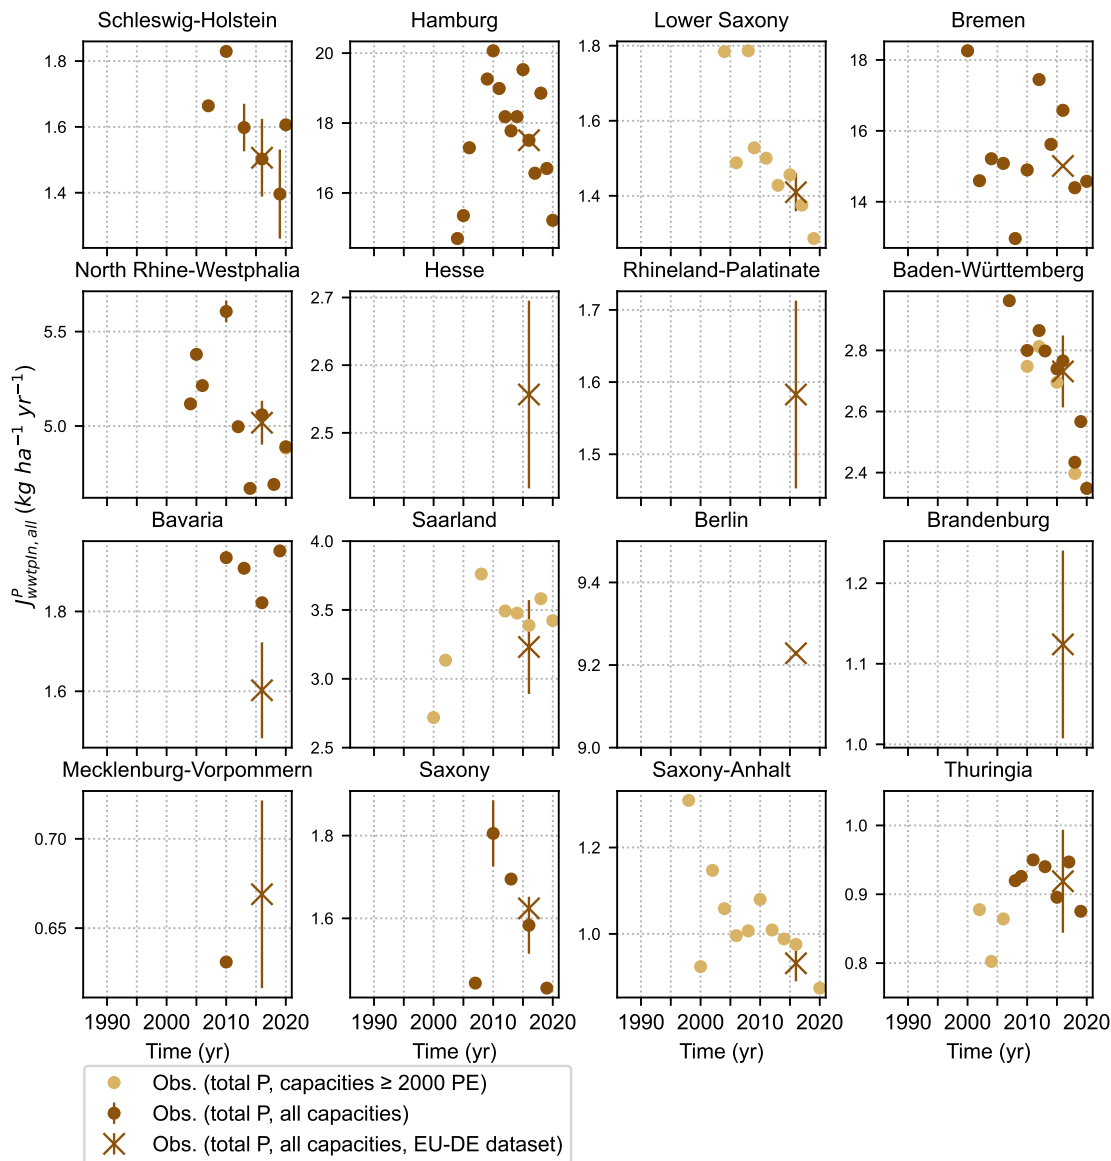 Schleswig-Holstein Hamburg Lower Saxony Bremen
1.8 20 1.8 18
1.6 18 1.6 16
1.4 16 1.4 14
North Rhine-Westphalia Hesse Rhineland-Palatinate Baden-Württemberg
5.5 2.7 1.7 2.8
5.0 2.6 1.6 2.6
2.5 1.5 2.4
J^P_{wwtpln, all} (kg ha⁻¹ yr⁻¹)
Bavaria Saarland Berlin Brandenburg
1.8 4.0 9.4 1.2
1.6 3.5 9.2 1.1
3.0 9.0 1.0
2.5
Mecklenburg-Vorpommern Saxony Saxony-Anhalt Thuringia
0.70 1.8 1.2 1.0
0.65 1.6 1.0 0.9
0.8
1990 2000 2010 2020 1990 2000 2010 2020 1990 2000 2010 2020 1990 2000 2010 2020
Time (yr) Time (yr) Time (yr) Time (yr)
Obs. (total P, capacities ≥ 2000 PE)
Obs. (total P, all capacities)
Obs. (total P, all capacities, EU-DE dataset)